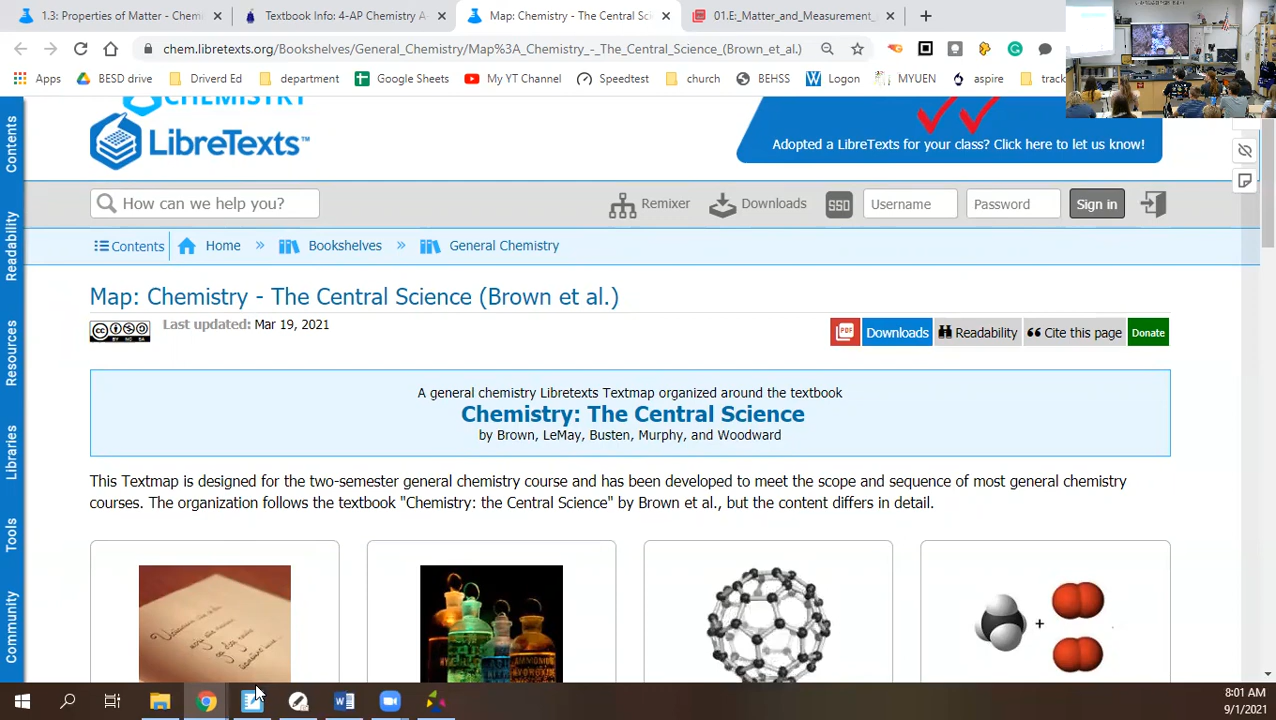 1.3: Properties of Matter - Chem
Textbook Info: 4-AP Chemistry A
Map: Chemistry - The Central Sc
01.E:_Matter_and_Measurement_
chem.libretexts.org/Bookshelves/General_Chemistry/Map%3A_Chemistry_-_The_Central_Science_(Brown_et_al.)
Apps
BESD drive
Driverd Ed
department
Google Sheets
My YT Channel
Speedtest
church
BEHSS
Logon
MYUEN
aspire
track
Contents
Readability
Resources
Libraries
Tools
Community
CHEMISTRY
LibreTexts™
Adopted a LibreTexts for your class? Click here to let us know!
How can we help you?
Remixer
Downloads
SSO
Username
Password
Sign in
Contents
Home
»
Bookshelves
»
General Chemistry
Map: Chemistry - The Central Science (Brown et al.)
CC BY NC SA
Last updated: Mar 19, 2021
PDF
Downloads
Readability
Cite this page
Donate
A general chemistry Libretexts Textmap organized around the textbook
Chemistry: The Central Science
by Brown, LeMay, Busten, Murphy, and Woodward
This Textmap is designed for the two-semester general chemistry course and has been developed to meet the scope and sequence of most general chemistry
courses. The organization follows the textbook "Chemistry: the Central Science" by Brown et al., but the content differs in detail.
+
8:01 AM
9/1/2021